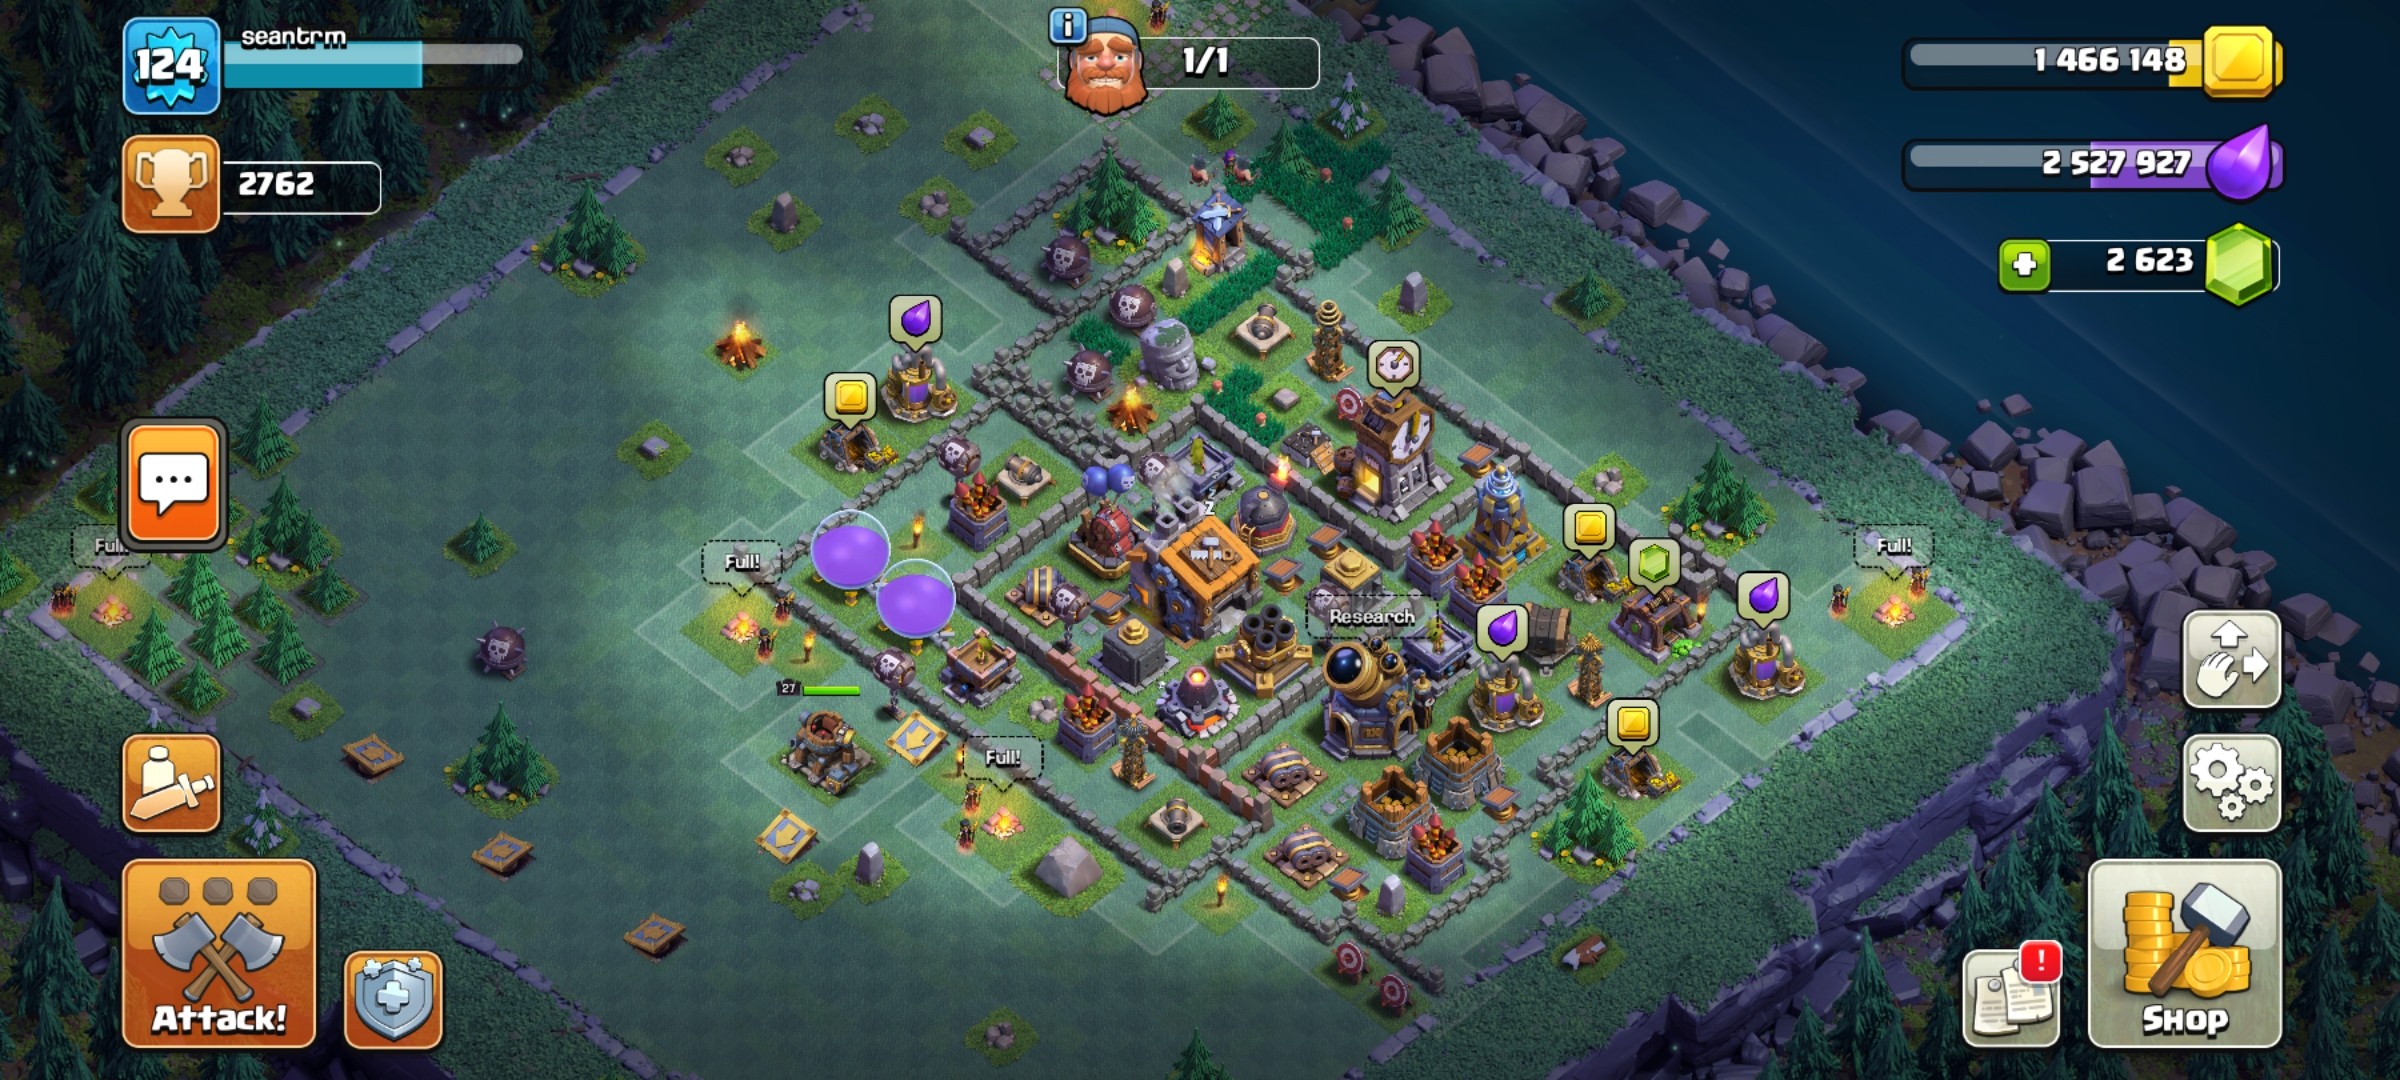 124
seantrm
i
1/1
1 466 148
2762
2 527 927
2 623
Full!
Full!
Full!
Z
Research
27
Full!
Attack!
!
Shop